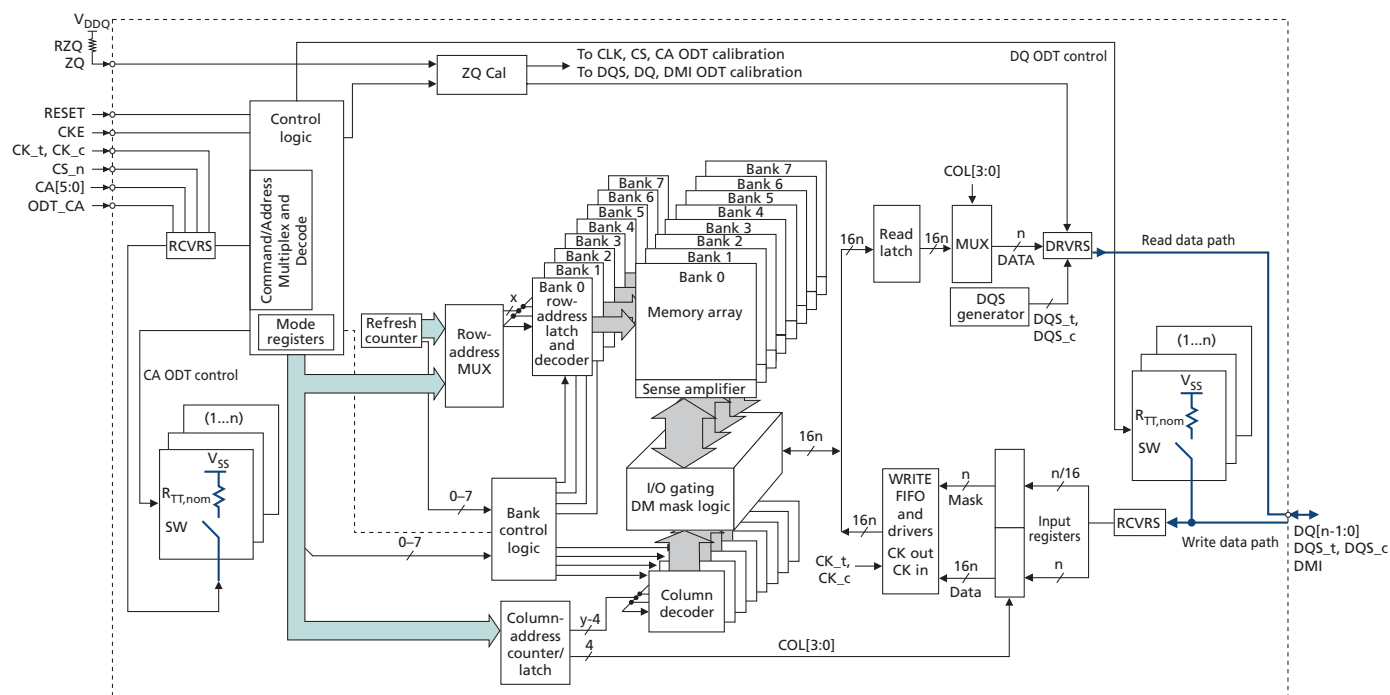 VDDQ
RZQ
ZQ
RESET
CKE
CK_t, CK_c
CS_n
CA[5:0]
ODT_CA
RCVRS
Control
logic
Command/Address
Multiplex and
Decode
Mode
registers
ZQ Cal
To CLK, CS, CA ODT calibration
To DQS, DQ, DMI ODT calibration
DQ ODT control
CA ODT control
(1...n)
VSS
RTT,nom
SW
Refresh
counter
Row-
address
MUX
x
Bank 7
Bank 6
Bank 5
Bank 4
Bank 3
Bank 2
Bank 1
Bank 0
row-
address
latch
and
decoder
Bank 7
Bank 6
Bank 5
Bank 4
Bank 3
Bank 2
Bank 1
Bank 0
Memory array
Sense amplifier
0–7
0–7
Bank
control
logic
I/O gating
DM mask logic
Column
decoder
Column-
address
counter/
latch
y-4
4
COL[3:0]
16n
16n
Read
latch
16n
COL[3:0]
MUX
n
DATA
DRVRS
Read data path
DQS
generator
DQS_t,
DQS_c
(1...n)
VSS
RTT,nom
SW
16n
CK_t,
CK_c
WRITE
FIFO
and
drivers
CK out
CK in
n
Mask
16n
Data
n/16
Input
registers
n
RCVRS
Write data path
DQ[n-1:0]
DQS_t, DQS_c
DMI